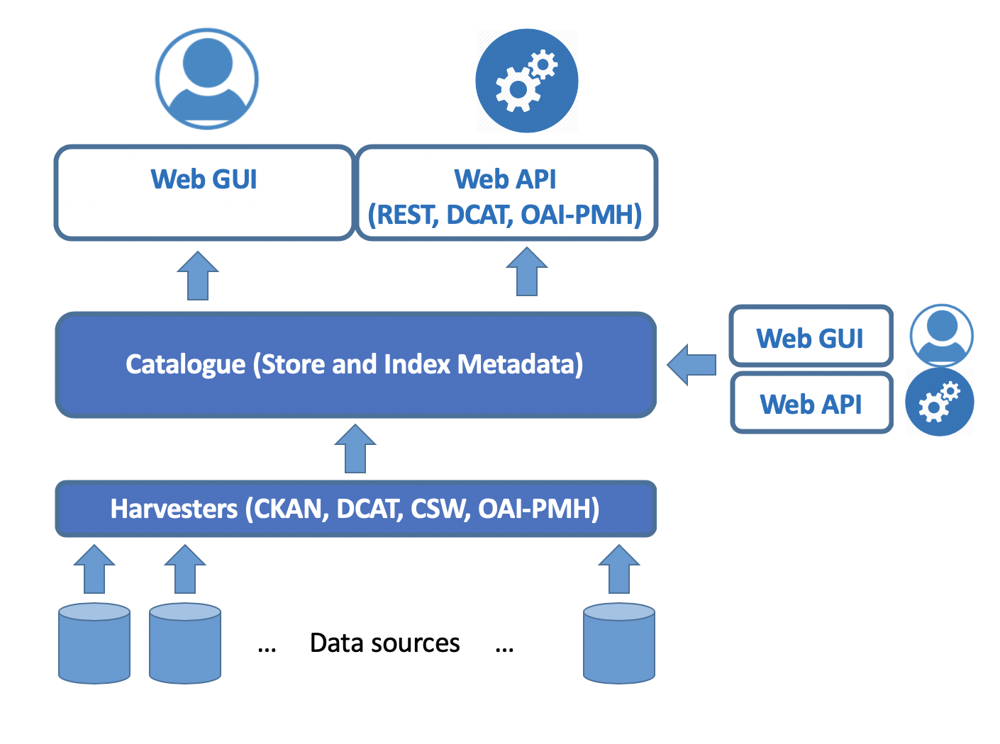 Web GUI
Web API
(REST, DCAT, OAI-PMH)
Catalogue (Store and Index Metadata)
Web GUI
Web API
Harvesters (CKAN, DCAT, CSW, OAI-PMH)
... Data sources ...